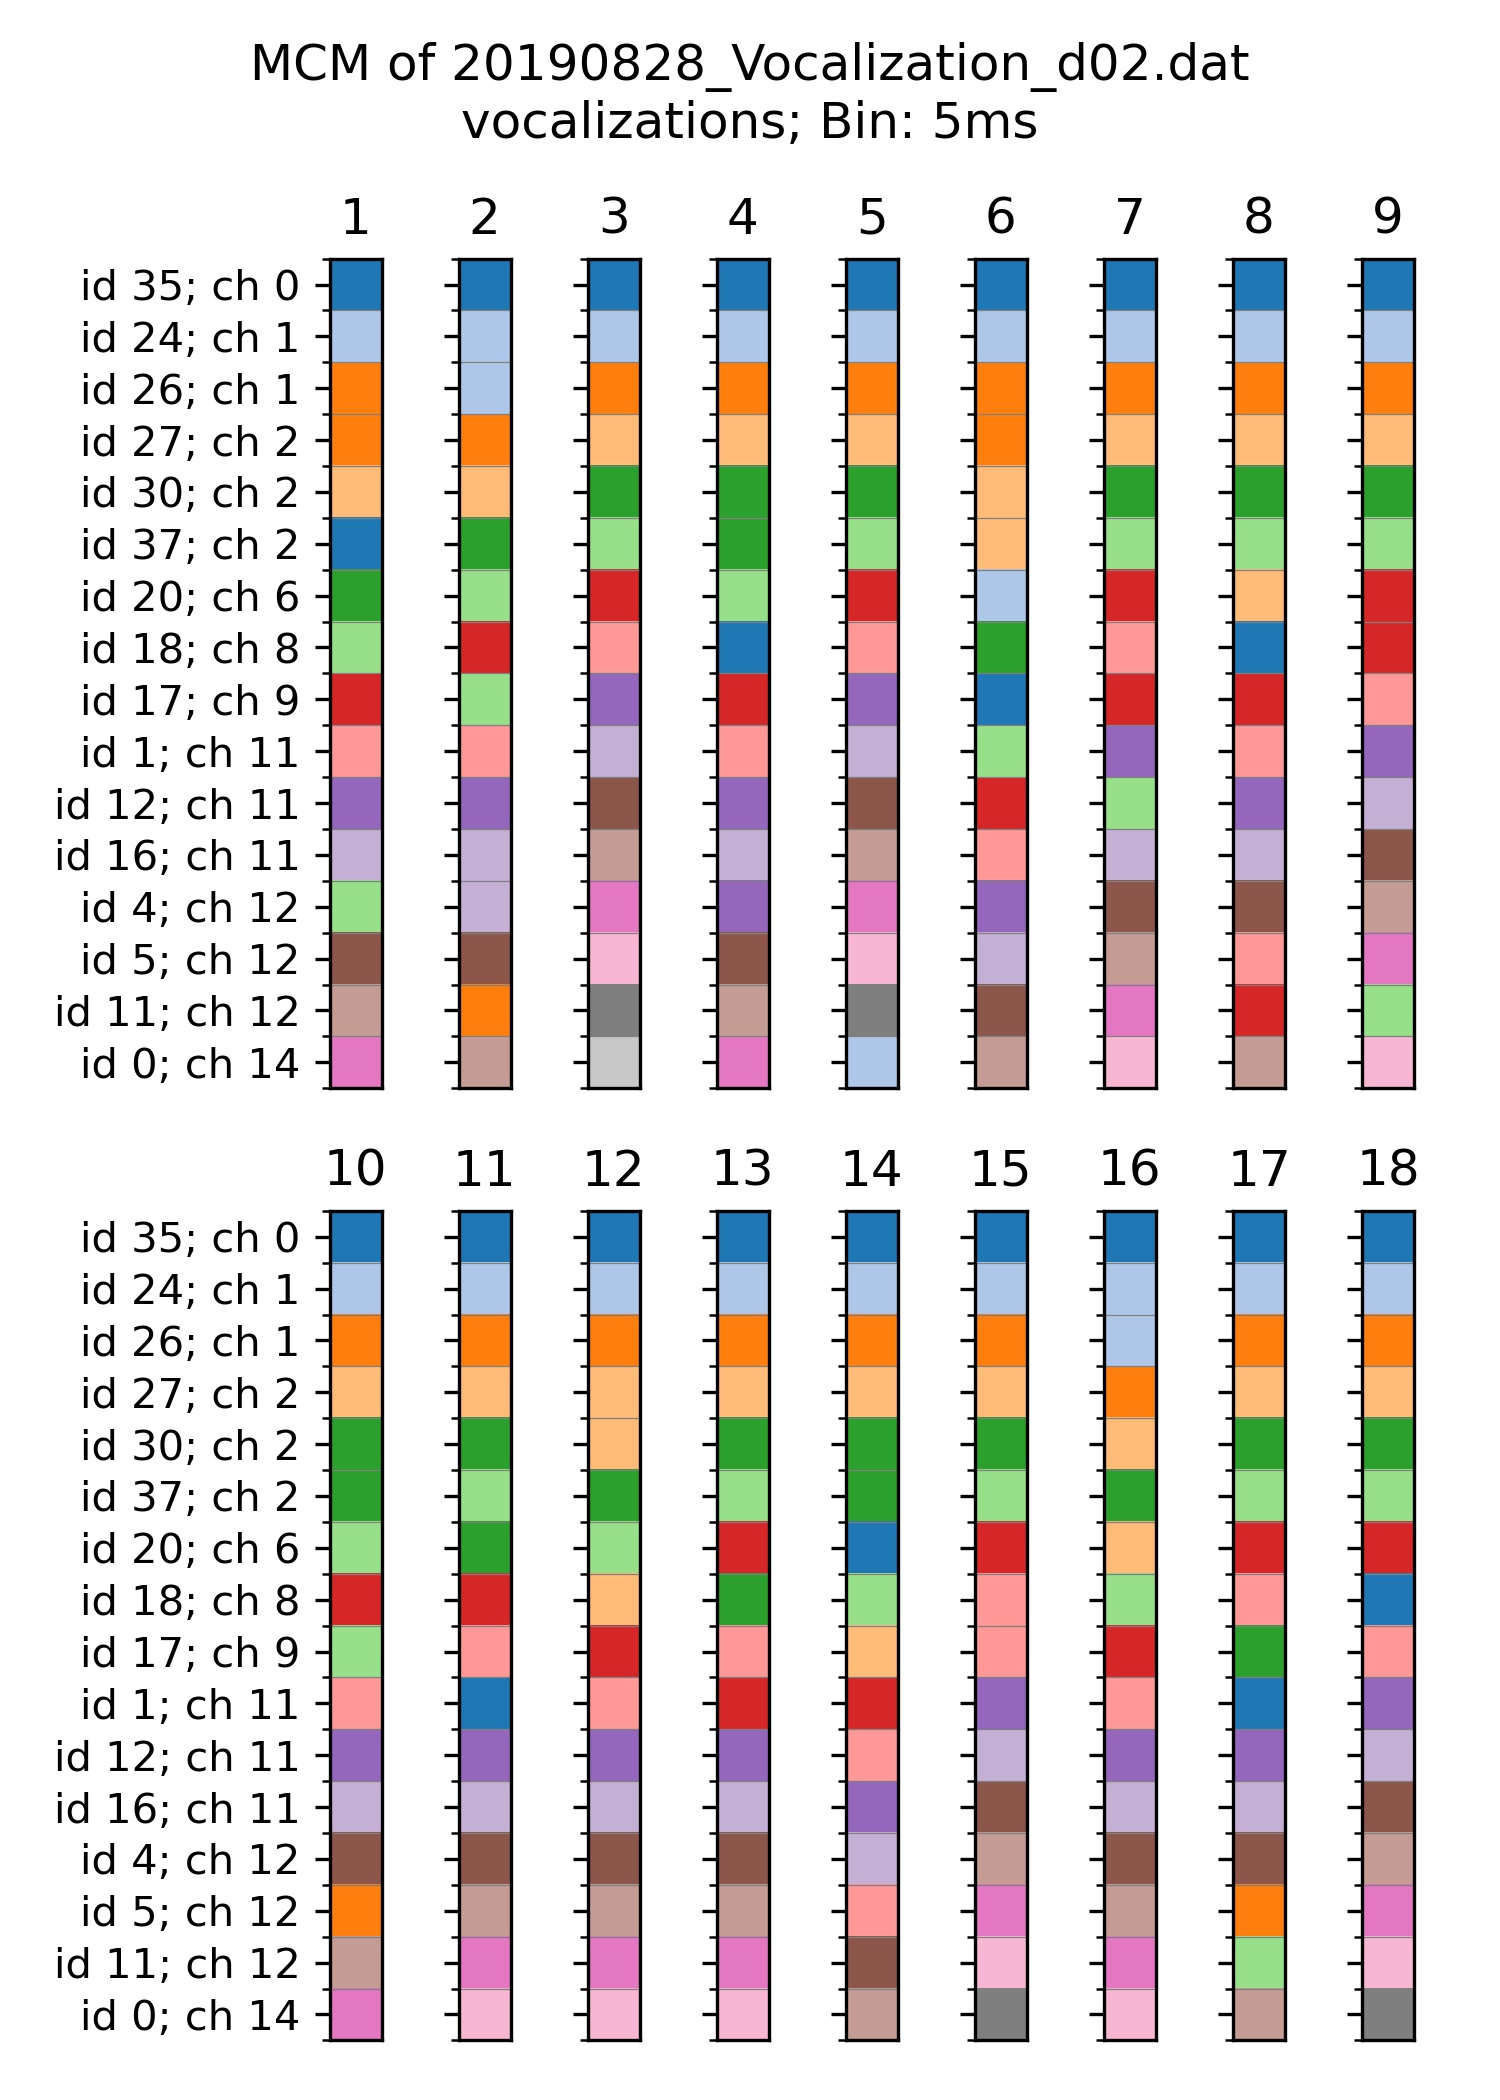 MCM of 20190828_Vocalization_d02.dat
vocalizations; Bin: 5ms
1 2 3 4 5 6 7 8 9
id 35; ch 0
id 24; ch 1
id 26; ch 1
id 27; ch 2
id 30; ch 2
id 37; ch 2
id 20; ch 6
id 18; ch 8
id 17; ch 9
id 1; ch 11
id 12; ch 11
id 16; ch 11
id 4; ch 12
id 5; ch 12
id 11; ch 12
id 0; ch 14
10 11 12 13 14 15 16 17 18
id 35; ch 0
id 24; ch 1
id 26; ch 1
id 27; ch 2
id 30; ch 2
id 37; ch 2
id 20; ch 6
id 18; ch 8
id 17; ch 9
id 1; ch 11
id 12; ch 11
id 16; ch 11
id 4; ch 12
id 5; ch 12
id 11; ch 12
id 0; ch 14